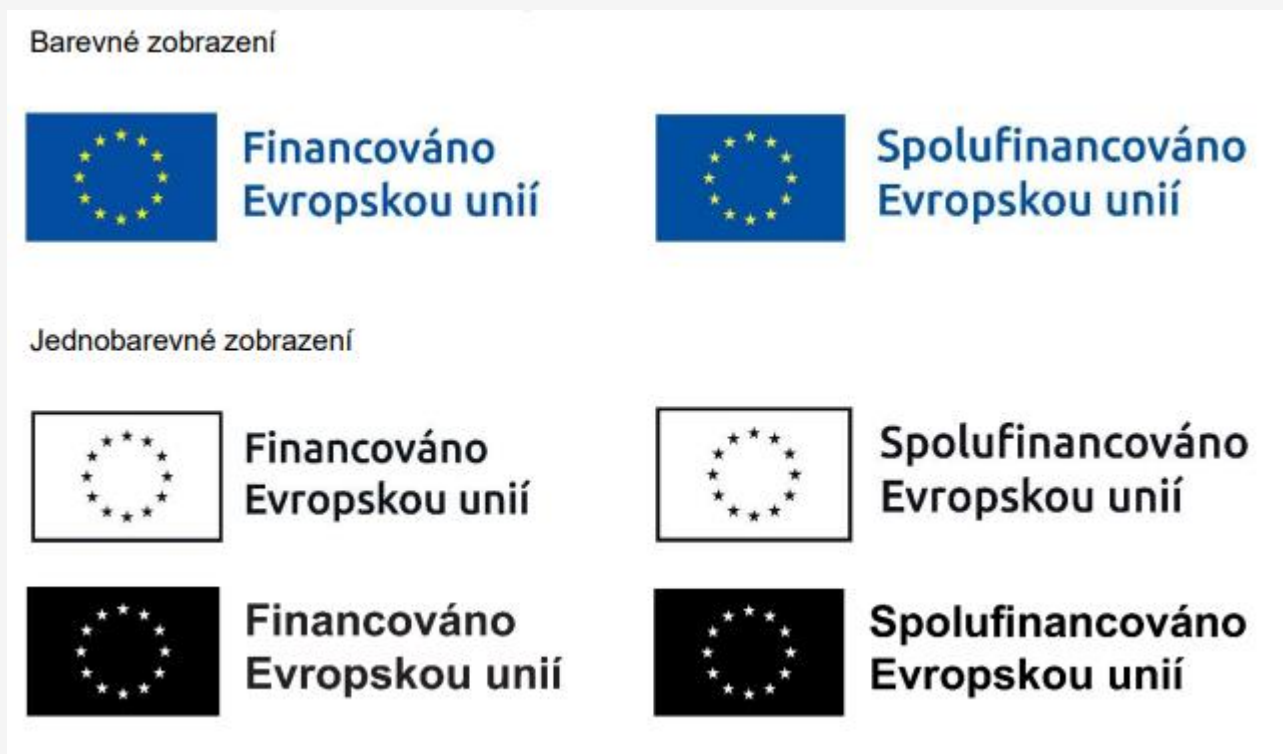 Barevné zobrazení
Financováno
Evropskou unií
Spolufinancováno
Evropskou unií
Jednobarevné zobrazení
Financováno
Evropskou unií
Spolufinancováno
Evropskou unií
Financováno
Evropskou unií
Spolufinancováno
Evropskou unií